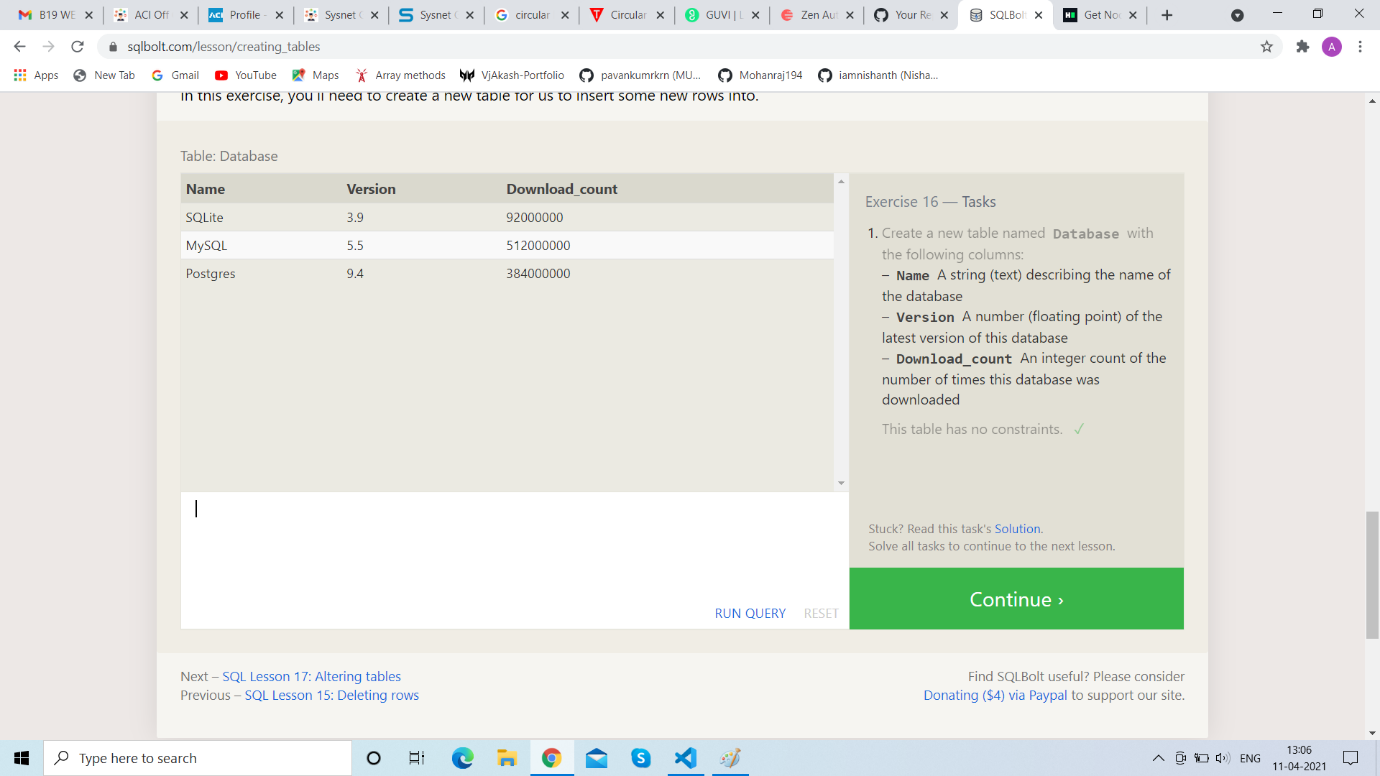 B19 WE
ACI Off
Profile -
Sysnet G
Sysnet G
circular
Circular
GUVI | L
Zen Aut
Your Re
SQLBolt
Get Noc
sqlbolt.com/lesson/creating_tables
A
Apps
New Tab
Gmail
YouTube
Maps
Array methods
VjAkash-Portfolio
pavankumrkrn (MU...
Mohanraj194
iamnishanth (Nisha...
In this exercise, you'll need to create a new table for us to insert some new rows into.
Table: Database
Name Version Download_count
SQLite 3.9 92000000
MySQL 5.5 512000000
Postgres 9.4 384000000
RUN QUERY RESET
Exercise 16 — Tasks
1. Create a new table named Database with
the following columns:
– Name A string (text) describing the name of
the database
– Version A number (floating point) of the
latest version of this database
– Download_count An integer count of the
number of times this database was
downloaded
This table has no constraints. ✓
Stuck? Read this task's Solution.
Solve all tasks to continue to the next lesson.
Continue ›
Next – SQL Lesson 17: Altering tables
Previous – SQL Lesson 15: Deleting rows
Find SQLBolt useful? Please consider
Donating ($4) via Paypal to support our site.
Type here to search
ENG
13:06
11-04-2021